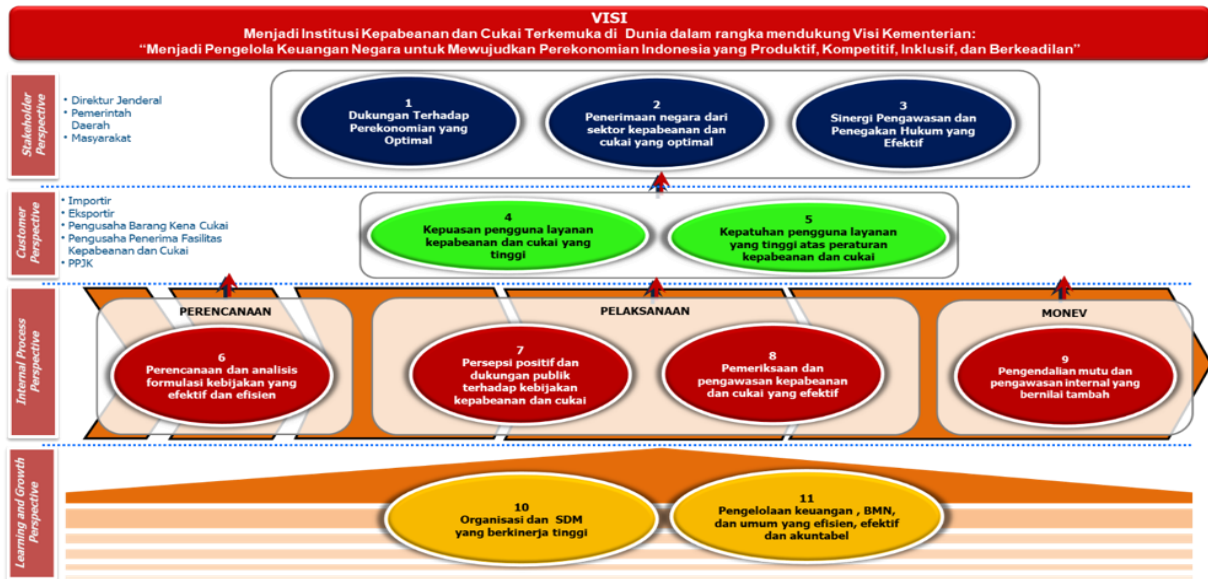 VISI
Menjadi Institusi Kepabeanan dan Cukai Terkemuka di Dunia dalam rangka mendukung Visi Kementerian:
“Menjadi Pengelola Keuangan Negara untuk Mewujudkan Perekonomian Indonesia yang Produktif, Kompetitif, Inklusif, dan Berkeadilan”
Stakeholder
Perspective
• Direktur Jenderal
• Pemerintah
Daerah
• Masyarakat
1
Dukungan Terhadap
Perekonomian yang
Optimal
2
Penerimaan negara dari
sektor kepabeanan dan
cukai yang optimal
3
Sinergi Pengawasan dan
Penegakan Hukum yang
Efektif
Customer
Perspective
• Importir
• Eksportir
• Pengusaha Barang Kena Cukai
• Pengusaha Penerima Fasilitas
Kepabeanan dan Cukai
• PPJK
4
Kepuasan pengguna layanan
kepabeanan dan cukai yang
tinggi
5
Kepatuhan pengguna layanan
yang tinggi atas peraturan
kepabeanan dan cukai
Internal Process
Perspective
PERENCANAAN
6
Perencanaan dan analisis
formulasi kebijakan yang
efektif dan efisien
PELAKSANAAN
7
Persepsi positif dan
dukungan publik
terhadap kebijakan
kepabeanan dan cukai
8
Pemeriksaan dan
pengawasan kepabeanan
dan cukai yang efektif
MONEV
9
Pengendalian mutu dan
pengawasan internal yang
bernilai tambah
Learning and Growth
Perspective
10
Organisasi dan SDM
yang berkinerja tinggi
11
Pengelolaan keuangan , BMN,
dan umum yang efisien, efektif
dan akuntabel